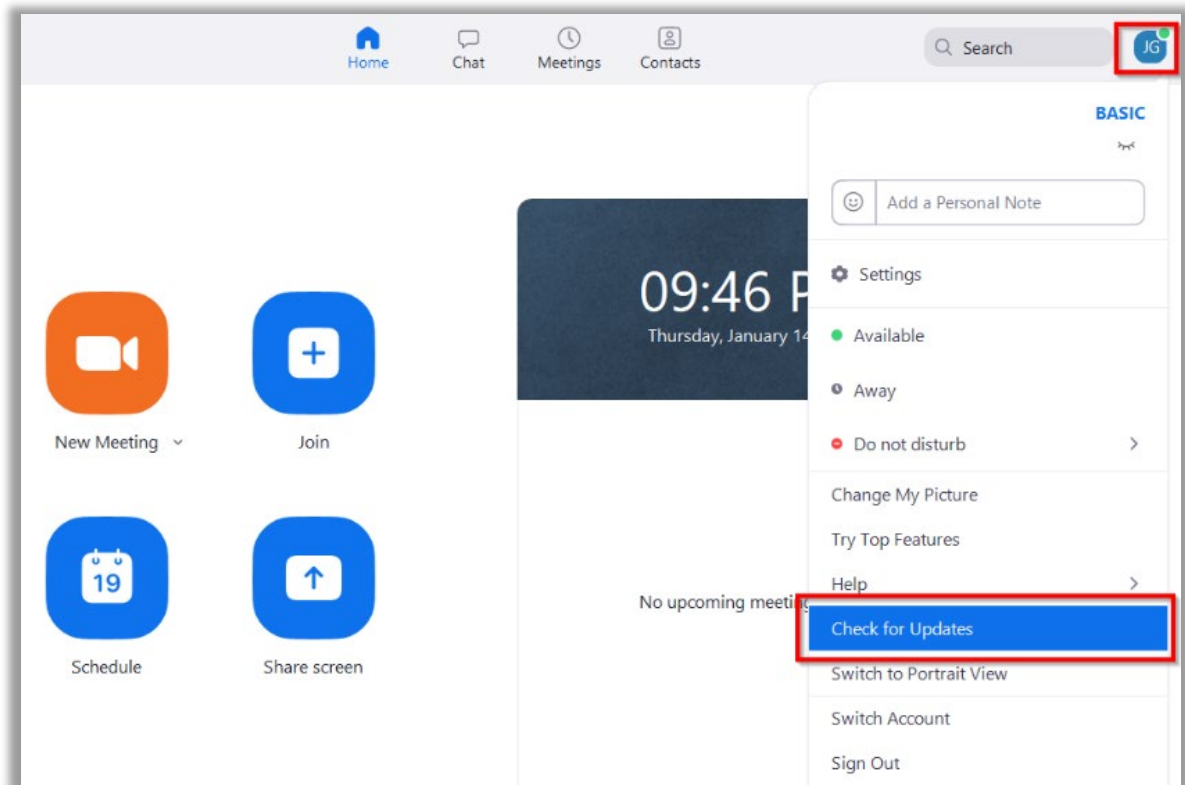 Home
Chat
Meetings
Contacts
Search
JG
BASIC
Add a Personal Note
Settings
Available
Away
Do not disturb
Change My Picture
Try Top Features
Help
Check for Updates
Switch to Portrait View
Switch Account
Sign Out
09:46 P
Thursday, January 14
New Meeting
Join
19
Schedule
Share screen
No upcoming meeting